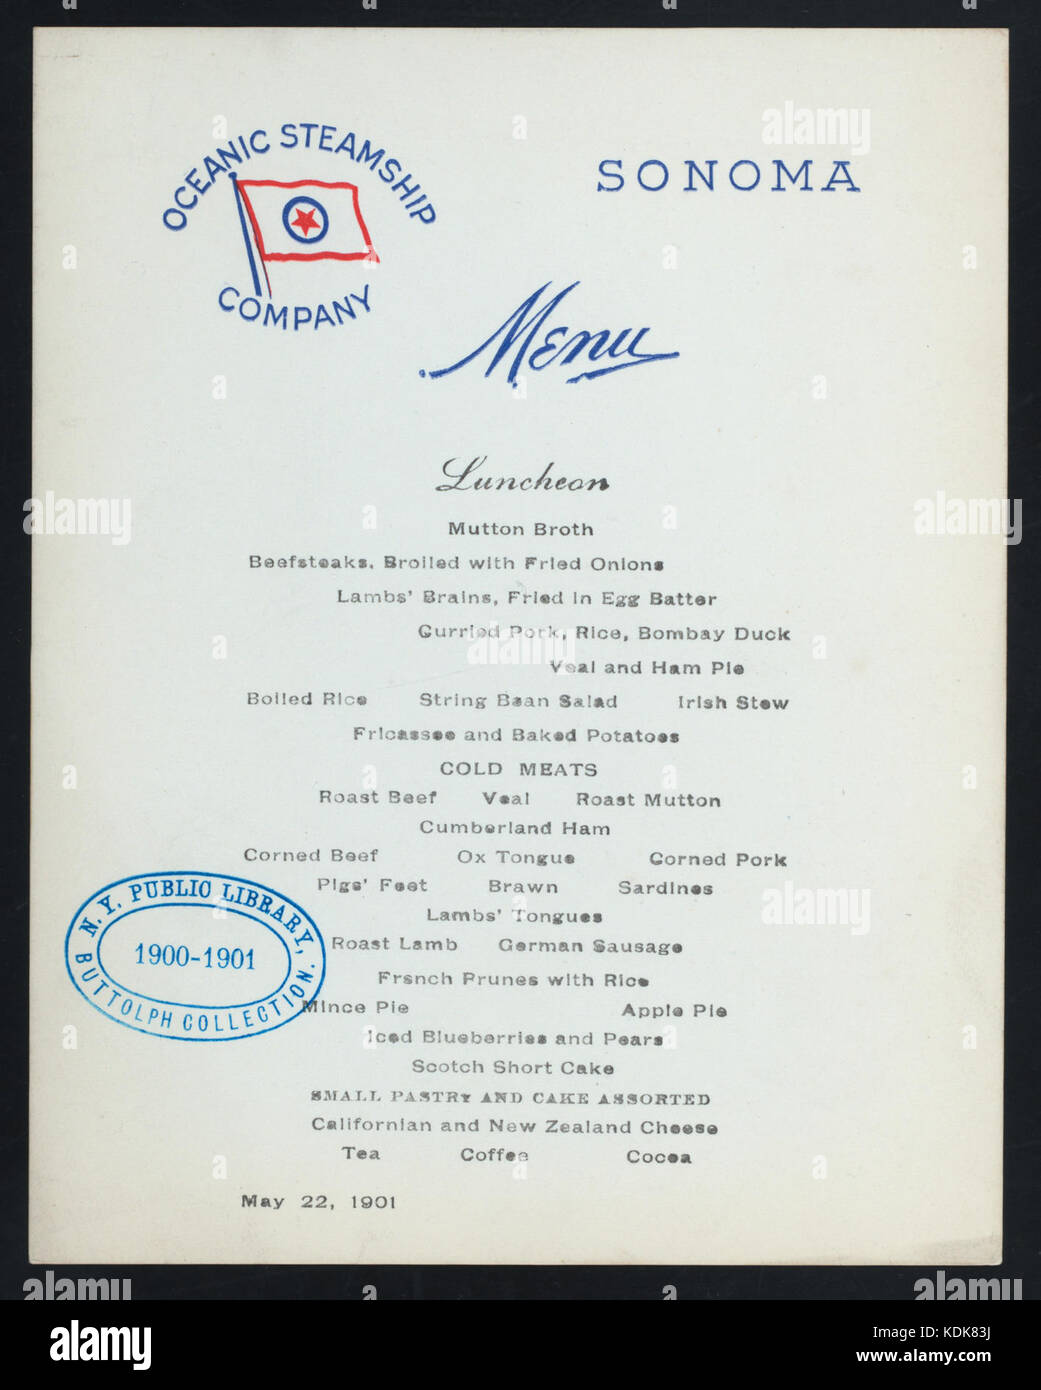 OCEANIC STEAMSHIP
COMPANY
SONOMA
Menu
Luncheon
Mutton Broth
Beefsteaks, Broiled with Fried Onions
Lambs' Brains, Fried in Egg Batter
Curried Pork, Rice, Bombay Duck
Veal and Ham Pie
Boiled Rice String Bean Salad Irish Stew
Fricassee and Baked Potatoes
COLD MEATS
Roast Beef Veal Roast Mutton
Cumberland Ham
Corned Beef Ox Tongue Corned Pork
Pigs' Feet Brawn Sardines
Lambs' Tongues
Roast Lamb German Sausage
Frsnch Prunes with Rice
Mince Pie Apple Pie
Iced Blueberries and Pears
Scotch Short Cake
SMALL PASTRY AND CAKE ASSORTED
Californian and New Zealand Cheese
Tea Coffee Cocoa
May 22, 1901
N. Y. PUBLIC LIBRARY,
1900-1901
BUTTOLPH COLLECTION.
alamy
Image ID: KDK83J
www.alamy.com